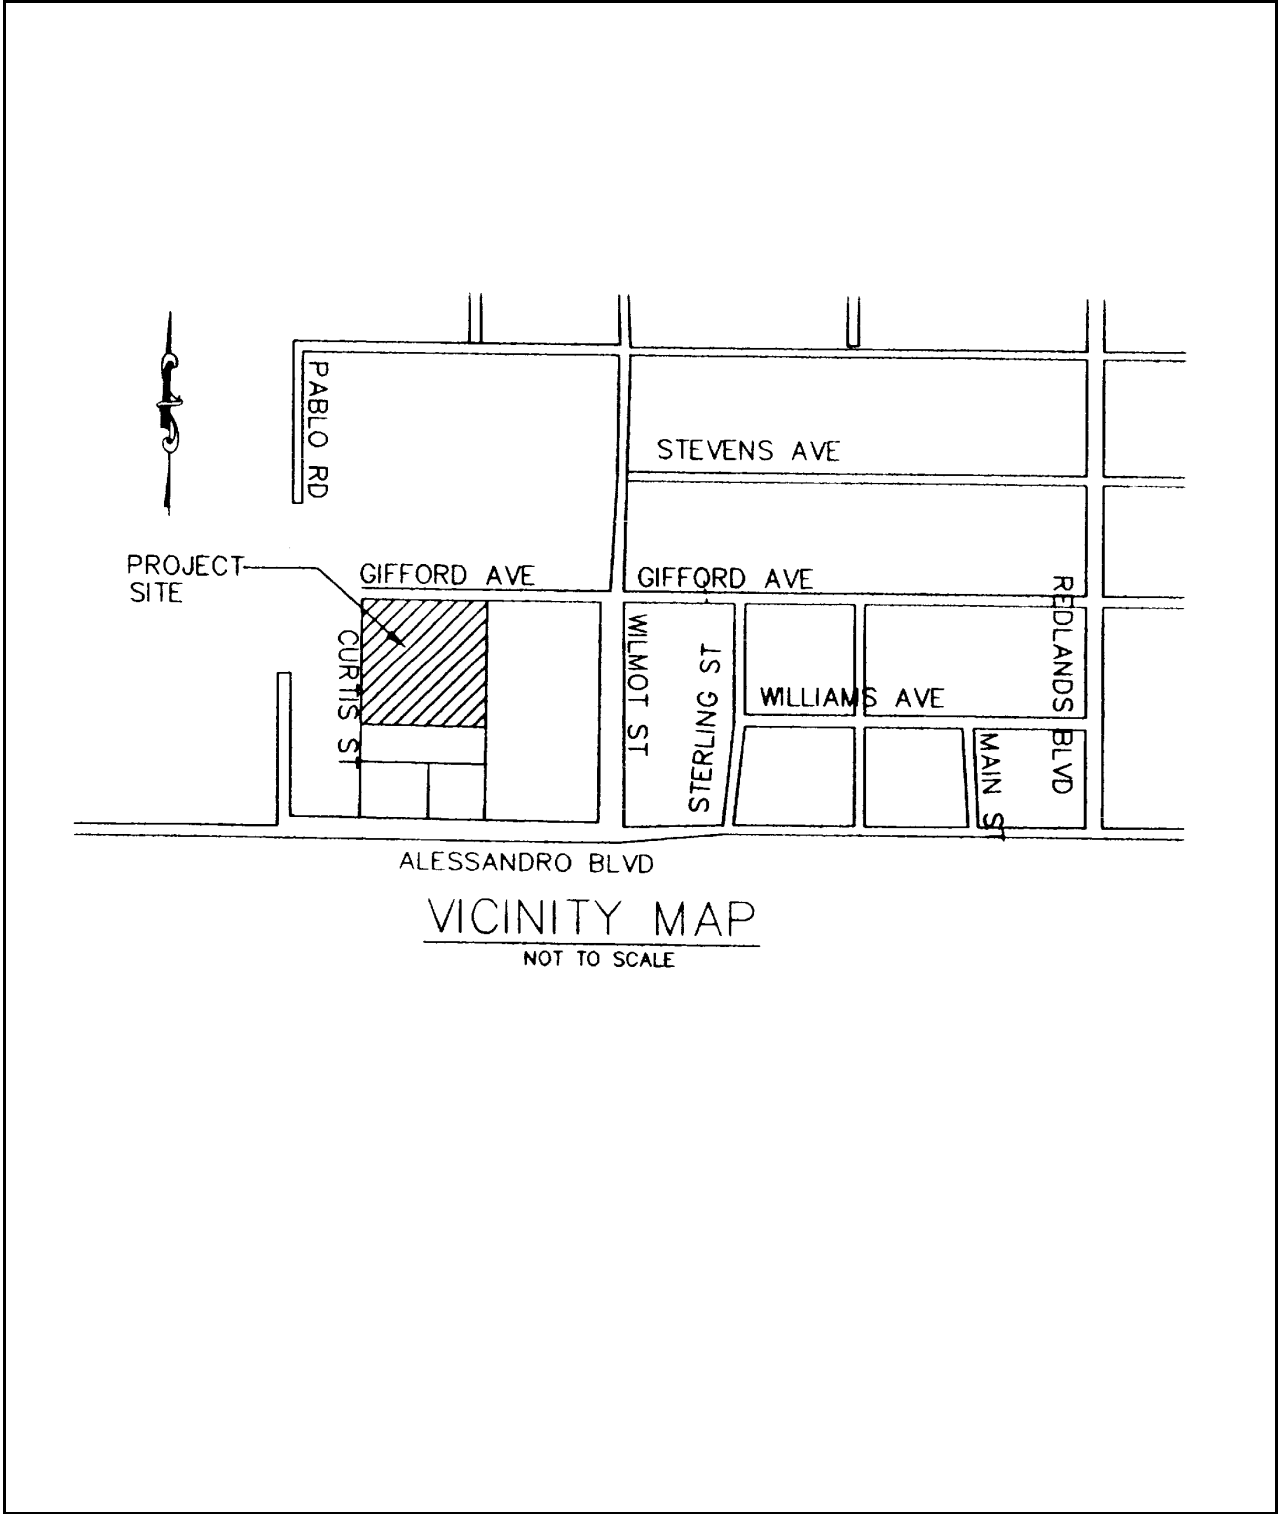 PABLO RD
STEVENS AVE
PROJECT
SITE
GIFFORD AVE
GIFFORD AVE
REDLANDS BLVD
CURTIS ST
WILMOT ST
STERLING ST
WILLIAMS AVE
MAIN ST
ALESSANDRO BLVD
VICINITY MAP
NOT TO SCALE